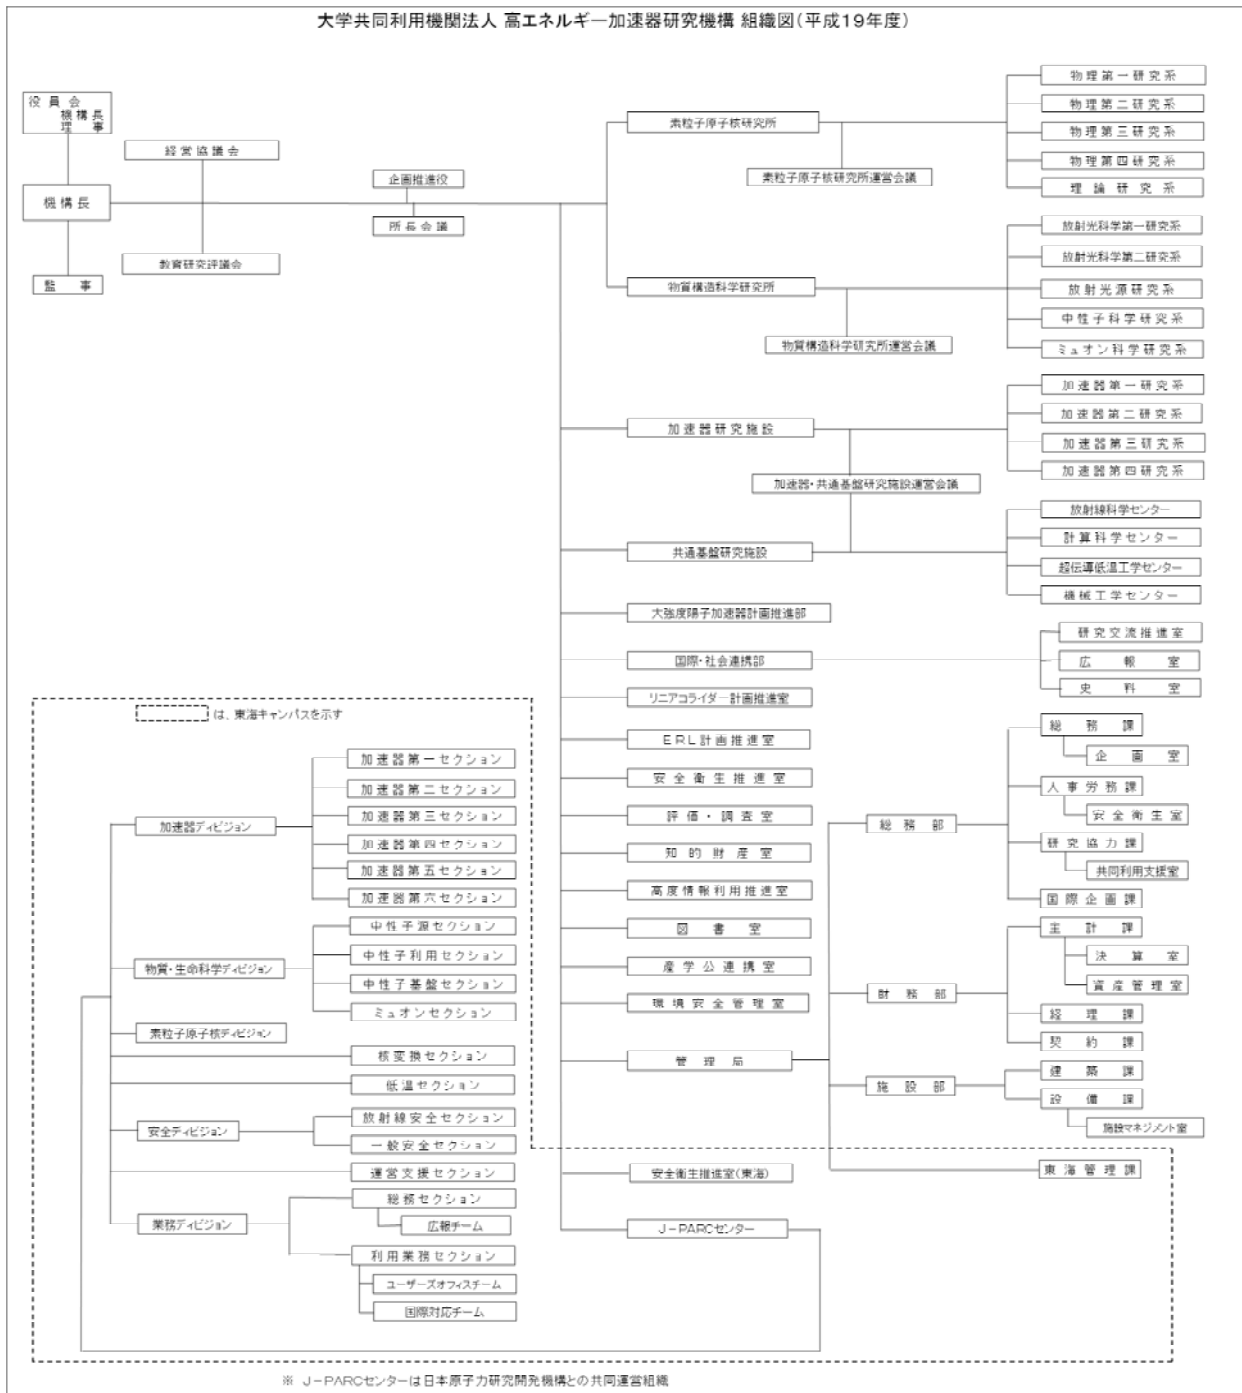 大学共同利用機関法人 高エネルギー加速器研究機構 組織図(平成19年度)
役員会
機構長
理事
経営協議会
機構長
教育研究評議会
監事
企画推進役
所長会議
素粒子原子核研究所
素粒子原子核研究所運営会議
物理第一研究系
物理第二研究系
物理第三研究系
物理第四研究系
理論研究系
物質構造科学研究所
物質構造科学研究所運営会議
放射光科学第一研究系
放射光科学第二研究系
放射光源研究系
中性子科学研究系
ミュオン科学研究系
加速器研究施設
加速器第一研究系
加速器第二研究系
加速器第三研究系
加速器第四研究系
加速器・共通基盤研究施設運営会議
共通基盤研究施設
放射線科学センター
計算科学センター
超伝導低温工学センター
機械工学センター
大強度陽子加速器計画推進部
国際・社会連携部
研究交流推進室
広報室
史料室
リニアコライダー計画推進室
ERL計画推進室
安全衛生推進室
評価・調査室
知的財産室
高度情報利用推進室
図書室
産学公連携室
環境安全管理室
管理局
総務部
総務課
企画室
人事労務課
安全衛生室
研究協力課
共同利用支援室
国際企画課
財務部
主計課
決算室
資産管理室
経理課
契約課
施設部
建築課
設備課
施設マネジメント室
東海管理課
安全衛生推進室(東海)
J-PARCセンター
は、東海キャンパスを示す
加速器ディビジョン
加速器第一セクション
加速器第二セクション
加速器第三セクション
加速器第四セクション
加速器第五セクション
加速器第六セクション
物質・生命科学ディビジョン
中性子源セクション
中性子利用セクション
中性子基盤セクション
ミュオンセクション
素粒子原子核ディビジョン
核変換セクション
低温セクション
安全ディビジョン
放射線安全セクション
一般安全セクション
運営支援セクション
業務ディビジョン
総務セクション
広報チーム
利用業務セクション
ユーザーズオフィスチーム
国際対応チーム
※ J-PARCセンターは日本原子力研究開発機構との共同運営組織